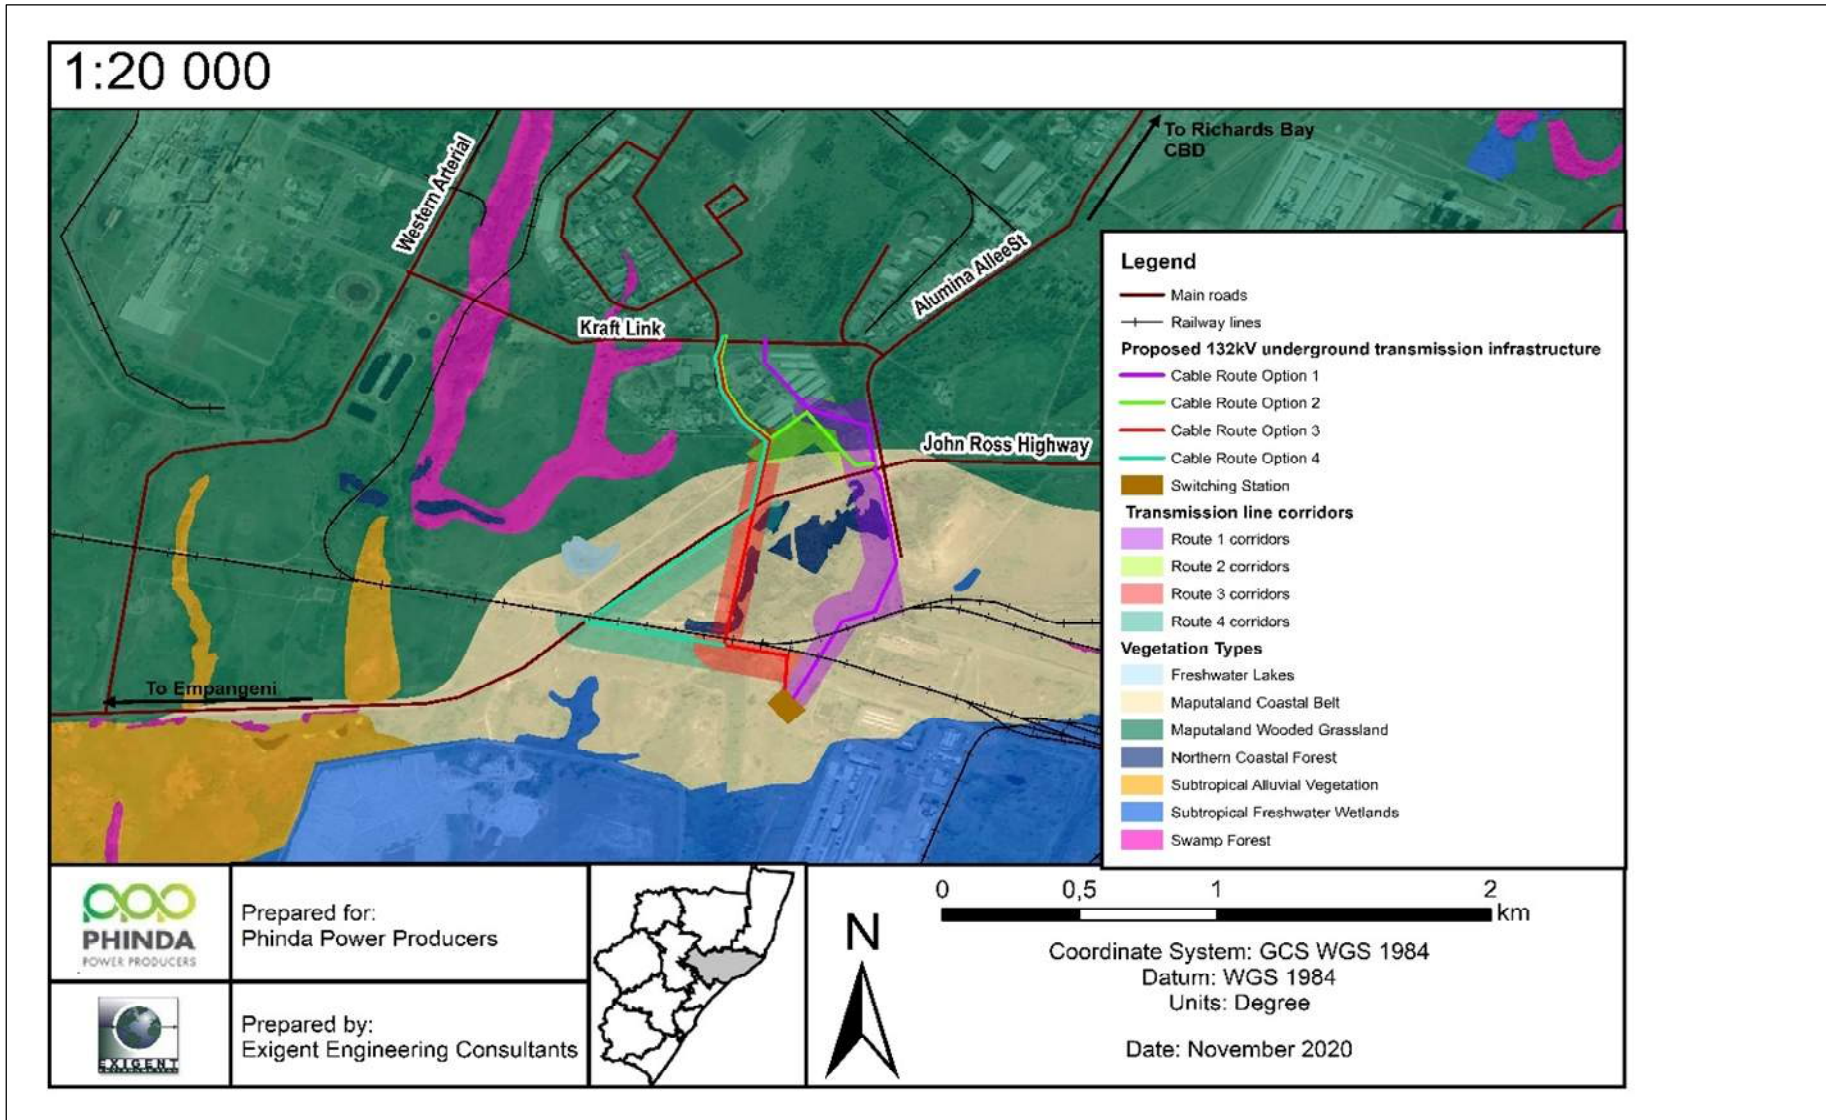 1:20 000
To Richards Bay
CBD
Western Arterial
Alumina AlleeSt
Kraft Link
John Ross Highway
To Empangeni
Legend
Main roads
Railway lines
Proposed 132kV underground transmission infrastructure
Cable Route Option 1
Cable Route Option 2
Cable Route Option 3
Cable Route Option 4
Switching Station
Transmission line corridors
Route 1 corridors
Route 2 corridors
Route 3 corridors
Route 4 corridors
Vegetation Types
Freshwater Lakes
Maputaland Coastal Belt
Maputaland Wooded Grassland
Northern Coastal Forest
Subtropical Alluvial Vegetation
Subtropical Freshwater Wetlands
Swamp Forest
PHINDA
POWER PRODUCERS
Prepared for:
Phinda Power Producers
EXIGENT
Prepared by:
Exigent Engineering Consultants
N
0 0,5 1 2
km
Coordinate System: GCS WGS 1984
Datum: WGS 1984
Units: Degree
Date: November 2020